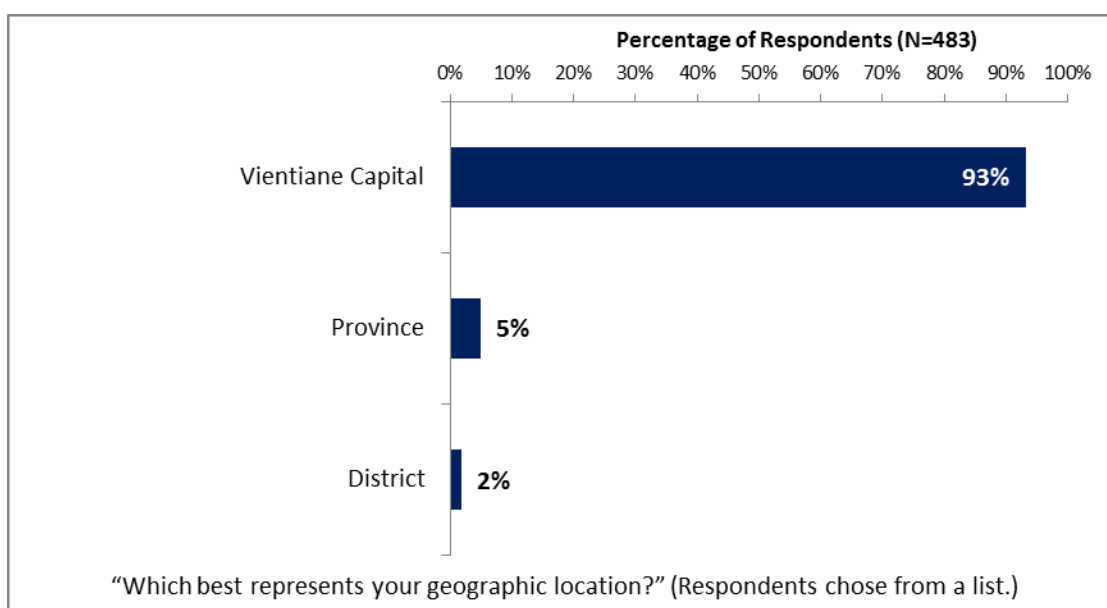 Percentage of Respondents (N=483)
0% 10% 20% 30% 40% 50% 60% 70% 80% 90% 100%
Vientiane Capital 93%
Province 5%
District 2%
“Which best represents your geographic location?” (Respondents chose from a list.)